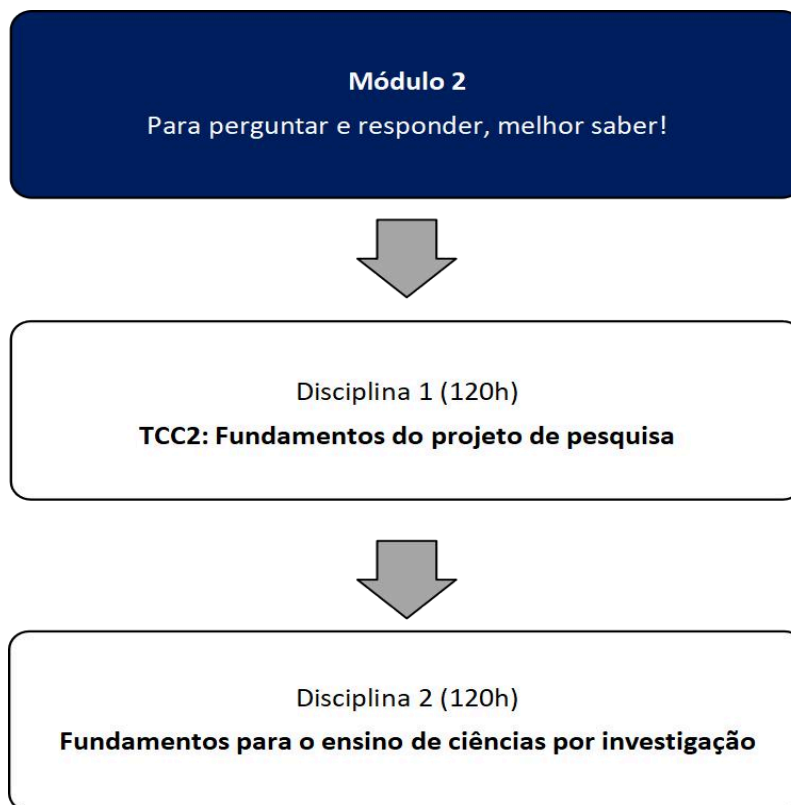 Módulo 2
Para perguntar e responder, melhor saber!
Disciplina 1 (120h)
TCC2: Fundamentos do projeto de pesquisa
Disciplina 2 (120h)
Fundamentos para o ensino de ciências por investigação